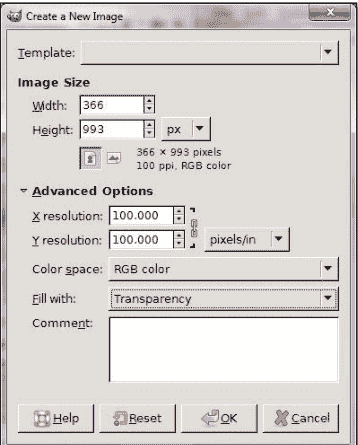 Create a New Image
Template:
Image Size
Width: 366
Height: 993 px
366 × 993 pixels
100 ppi, RGB color
Advanced Options
X resolution: 100.000
Y resolution: 100.000 pixels/in
Color space: RGB color
Fill with: Transparency
Comment:
Help Reset OK Cancel